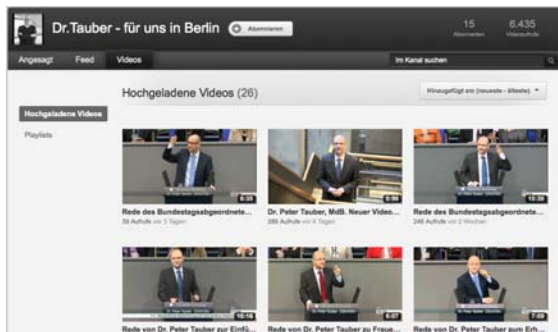 Dr.Tauber - für uns in Berlin
Abonnieren
15
Abonnenten
6.435
Videoaufrufe
Angesagt
Feed
Videos
Im Kanal suchen
Hochgeladene Videos
Playlists
Hochgeladene Videos (26)
Hinzugefügt am (neueste - älteste)
6:35
5:59
10:39
Rede des Bundestagsabgeordnete...
39 Aufrufe vor 3 Tagen
Dr. Peter Tauber, MdB. Neuer Video...
285 Aufrufe vor 6 Tagen
Rede des Bundestagsabgeordnete...
246 Aufrufe vor 2 Wochen
10:16
6:07
7:08
Rede von Dr. Peter Tauber zur Einfü...
Rede von Dr. Peter Tauber zu Fraue...
Rede von Dr. Peter Tauber zum Erh...